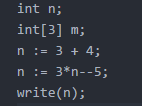 int n;
int[3] m;
n := 3 + 4;
n := 3*n--5;
write(n);